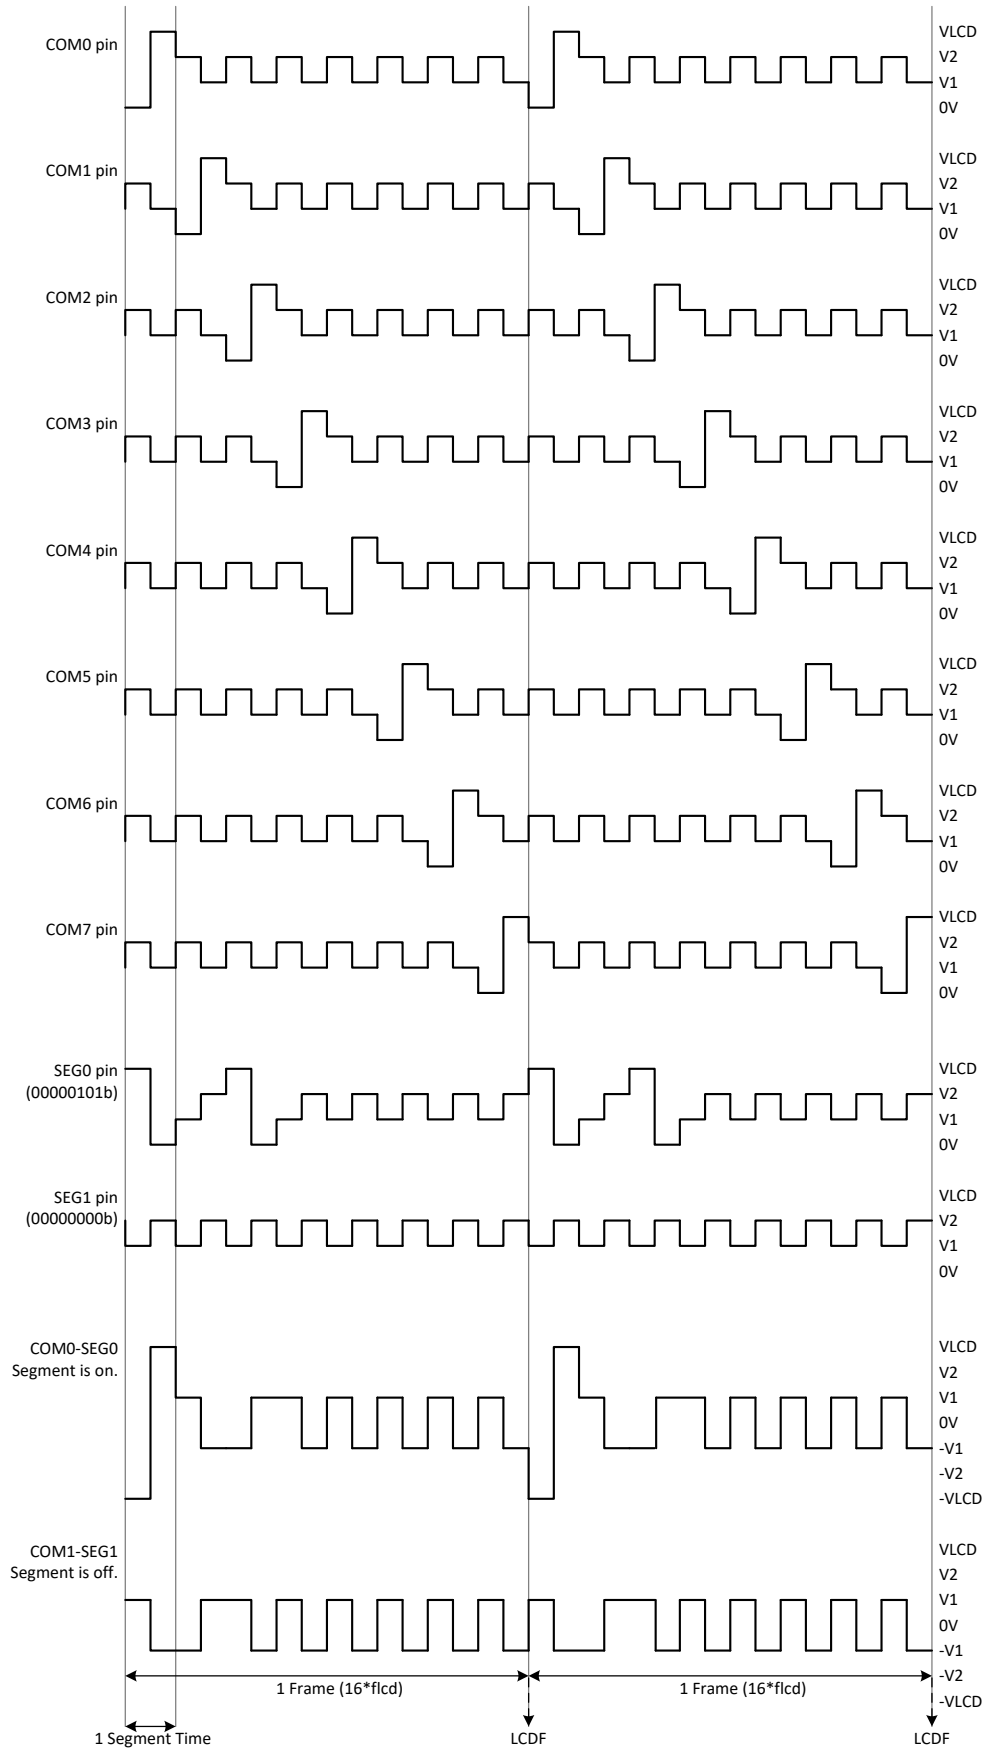 COM0 pin
VLCD
V2
V1
0V
COM1 pin
VLCD
V2
V1
0V
COM2 pin
VLCD
V2
V1
0V
COM3 pin
VLCD
V2
V1
0V
COM4 pin
VLCD
V2
V1
0V
COM5 pin
VLCD
V2
V1
0V
COM6 pin
VLCD
V2
V1
0V
COM7 pin
VLCD
V2
V1
0V
SEG0 pin
(00000101b)
VLCD
V2
V1
0V
SEG1 pin
(00000000b)
VLCD
V2
V1
0V
COM0-SEG0
Segment is on.
VLCD
V2
V1
0V
-V1
-V2
-VLCD
COM1-SEG1
Segment is off.
VLCD
V2
V1
0V
-V1
-V2
-VLCD
1 Frame (16*flcd)
1 Frame (16*flcd)
1 Segment Time
LCDF
LCDF